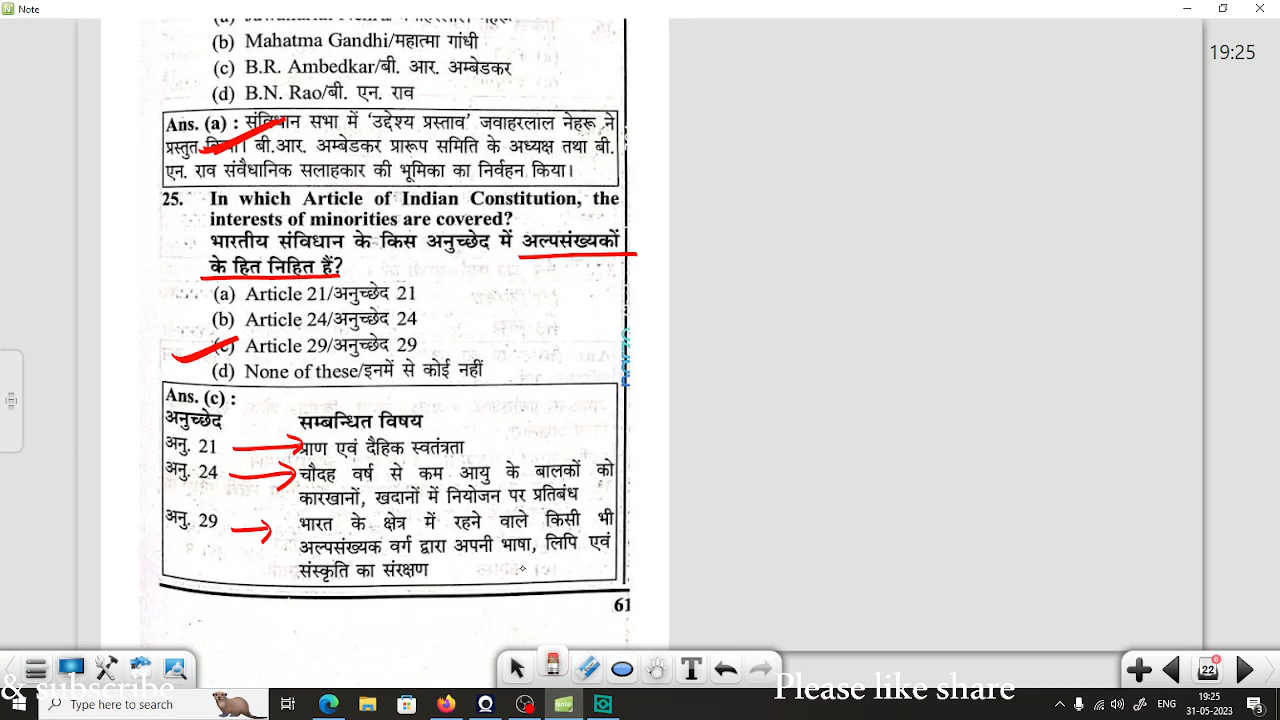 Note
(a) Jawaharlal Nehru/जवाहरलाल नेहरू
(b) Mahatma Gandhi/महात्मा गांधी
(c) B.R. Ambedkar/बी. आर. अम्बेडकर
(d) B.N. Rao/बी. एन. राव
Ans. (a) : संविधान सभा में ‘उद्देश्य प्रस्ताव’ जवाहरलाल नेहरू ने
प्रस्तुत किया। बी.आर. अम्बेडकर प्रारूप समिति के अध्यक्ष तथा बी.
एन. राव संवैधानिक सलाहकार की भूमिका का निर्वहन किया।
25. In which Article of Indian Constitution, the
interests of minorities are covered?
भारतीय संविधान के किस अनुच्छेद में अल्पसंख्यकों
के हित निहित हैं?
(a) Article 21/अनुच्छेद 21
(b) Article 24/अनुच्छेद 24
(c) Article 29/अनुच्छेद 29
(d) None of these/इनमें से कोई नहीं
Ans. (c) :
अनुच्छेद सम्बन्धित विषय
अनु. 21 प्राण एवं दैहिक स्वतंत्रता
अनु. 24 चौदह वर्ष से कम आयु के बालकों को
कारखानों, खदानों में नियोजन पर प्रतिबंध
अनु. 29 भारत के क्षेत्र में रहने वाले किसी भी
अल्पसंख्यक वर्ग द्वारा अपनी भाषा, लिपि एवं
संस्कृति का संरक्षण
61
19:25
22
& subscribe
Please like share
Type here to search
Note
ENG
19:25
31-05-2023